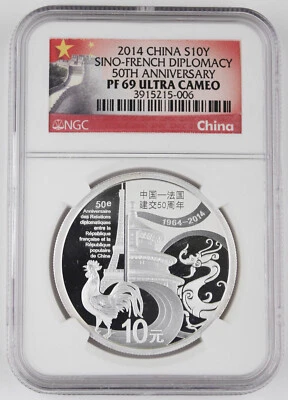 2014 CHINA S10Y
SINO-FRENCH DIPLOMACY
50TH ANNIVERSARY
PF 69 ULTRA CAMEO
3915215-006
NGC
China
50e
Anniversaire
des Relations
diplomatiques
entre la
République
française et la
République
populaire
de Chine
中国—法国
建交50周年
1964-2014
10元